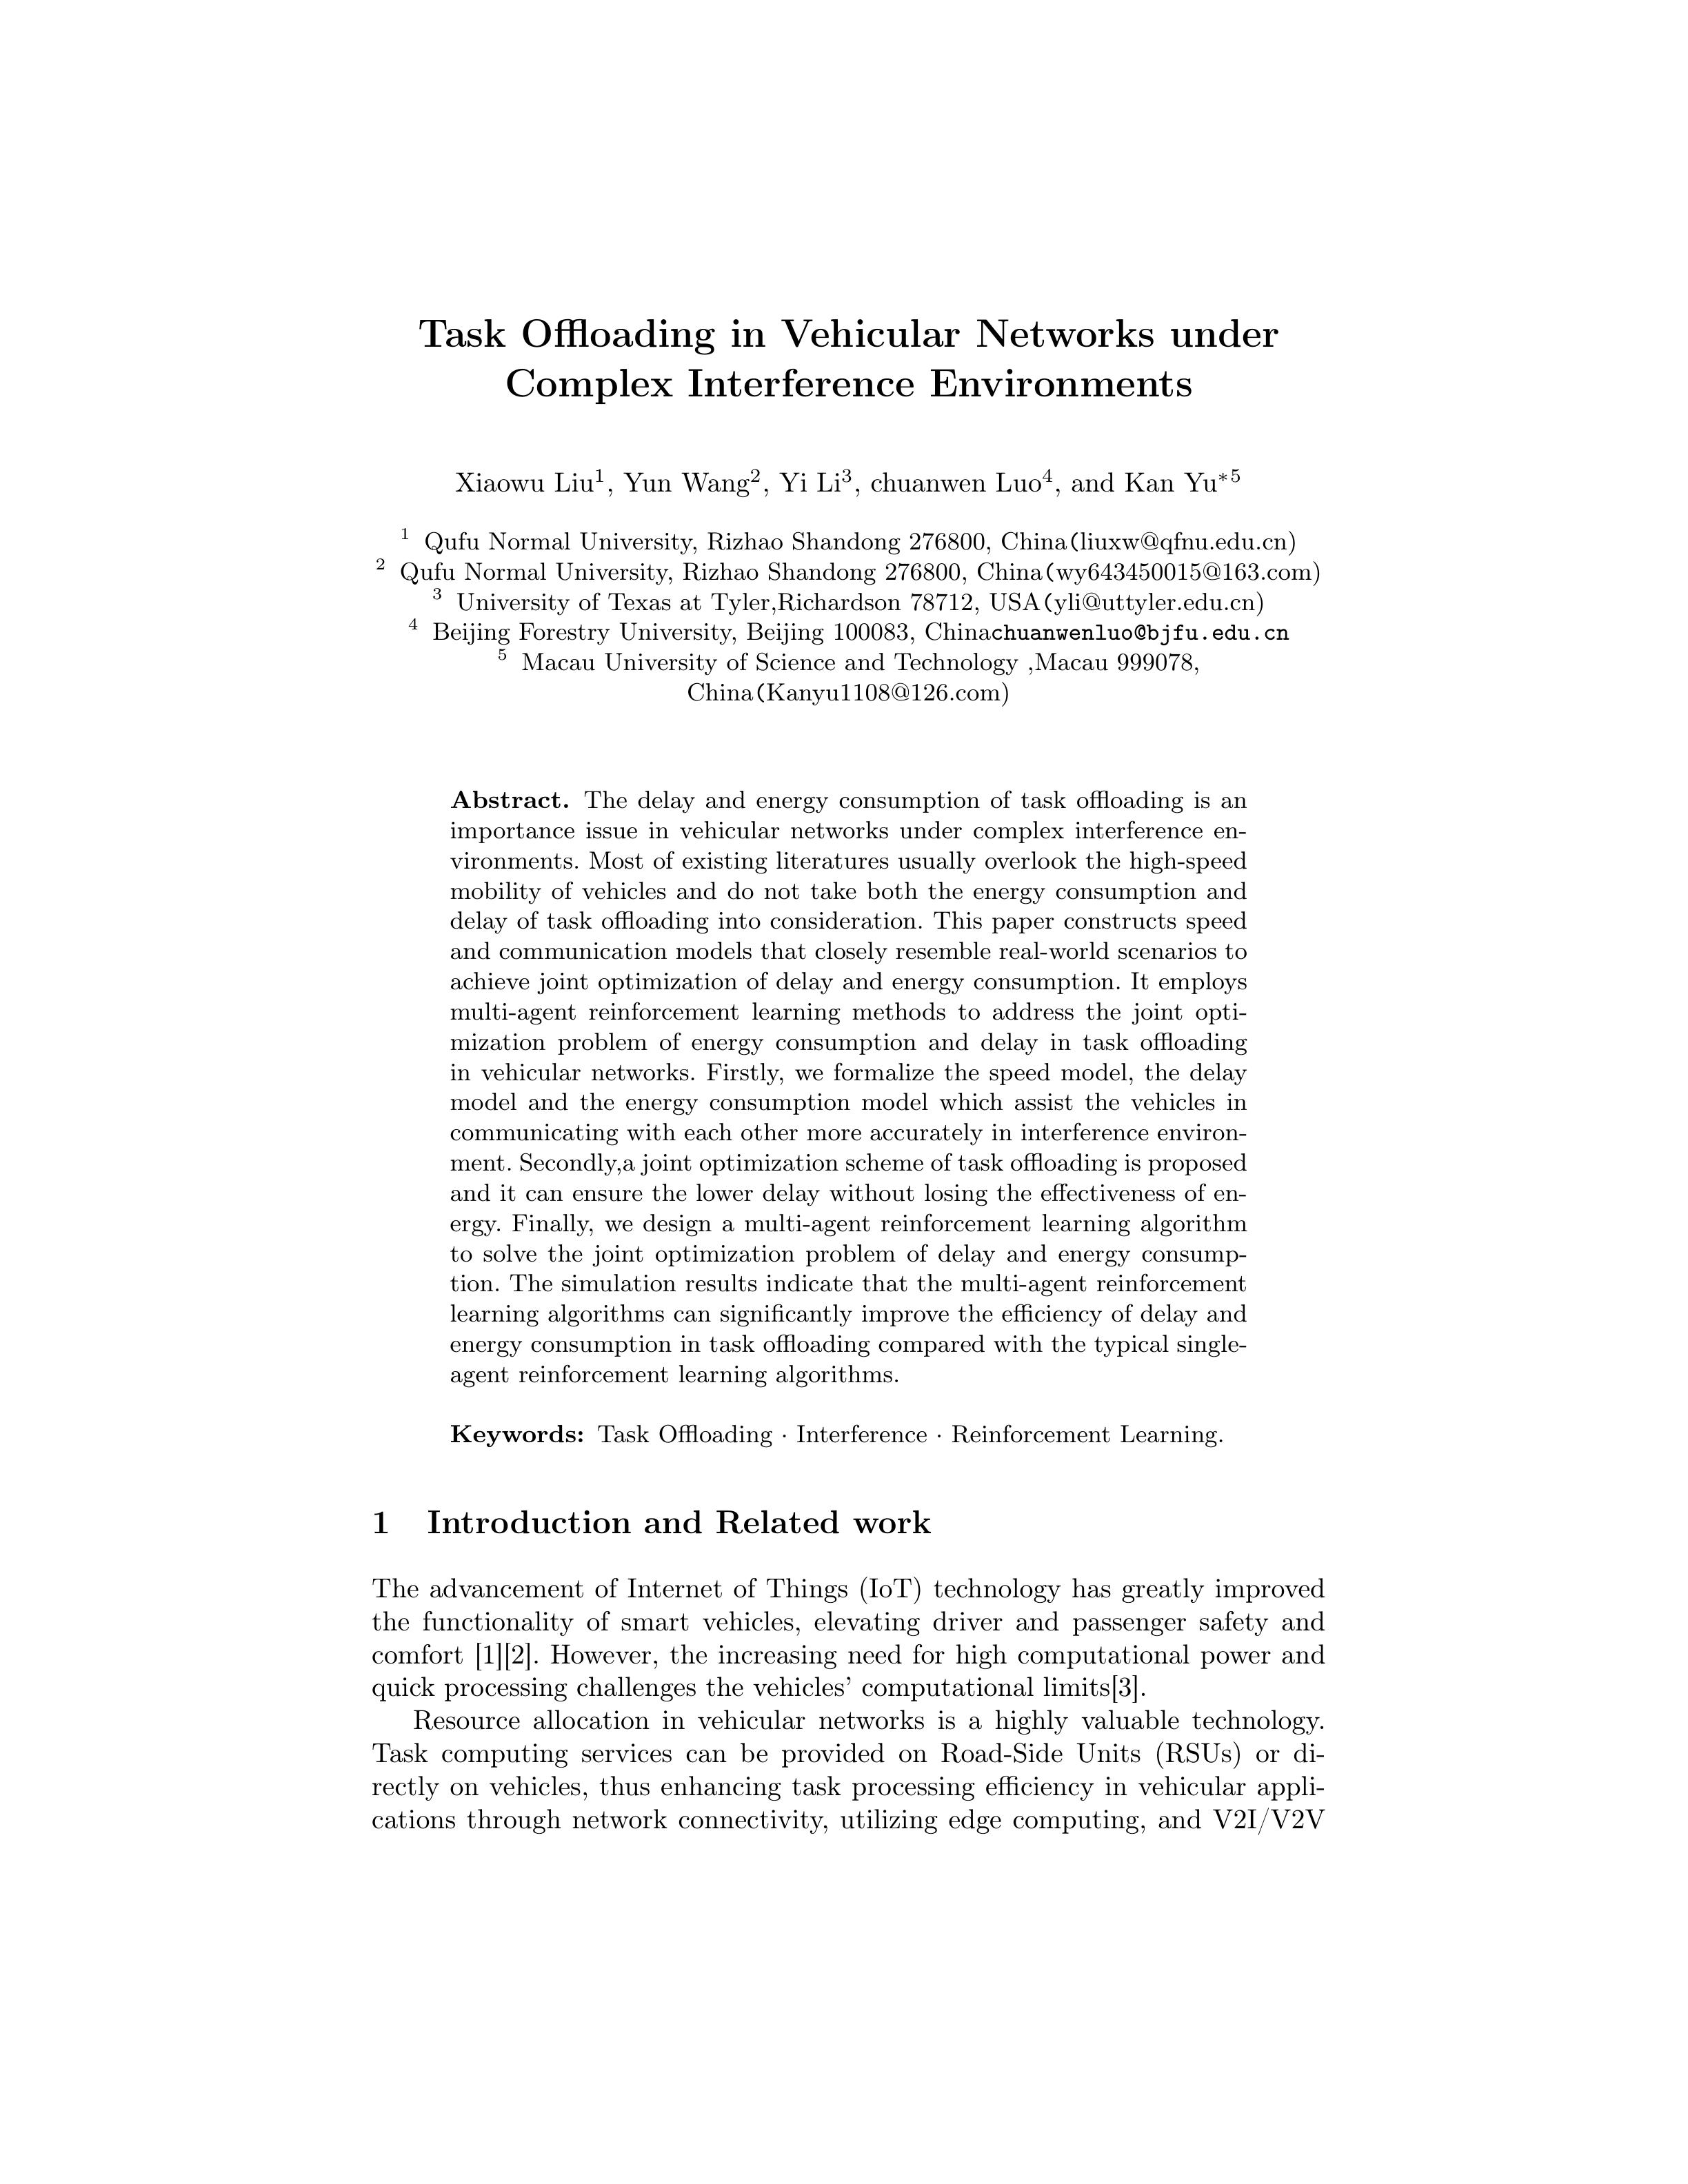 Task Offloading in Vehicular Networks under
Complex Interference Environments
Xiaowu Liu1, Yun Wang2, Yi Li3, chuanwen Luo4, and Kan Yu*5
1 Qufu Normal University, Rizhao Shandong 276800, China(liuxw@qfnu.edu.cn)
2 Qufu Normal University, Rizhao Shandong 276800, China(wy643450015@163.com)
3 University of Texas at Tyler,Richardson 78712, USA(yli@uttyler.edu.cn)
4 Beijing Forestry University, Beijing 100083, Chinachuanwenluo@bjfu.edu.cn
5 Macau University of Science and Technology ,Macau 999078,
China(Kanyu1108@126.com)
Abstract. The delay and energy consumption of task offloading is an
importance issue in vehicular networks under complex interference en-
vironments. Most of existing literatures usually overlook the high-speed
mobility of vehicles and do not take both the energy consumption and
delay of task offloading into consideration. This paper constructs speed
and communication models that closely resemble real-world scenarios to
achieve joint optimization of delay and energy consumption. It employs
multi-agent reinforcement learning methods to address the joint opti-
mization problem of energy consumption and delay in task offloading
in vehicular networks. Firstly, we formalize the speed model, the delay
model and the energy consumption model which assist the vehicles in
communicating with each other more accurately in interference environ-
ment. Secondly,a joint optimization scheme of task offloading is proposed
and it can ensure the lower delay without losing the effectiveness of en-
ergy. Finally, we design a multi-agent reinforcement learning algorithm
to solve the joint optimization problem of delay and energy consump-
tion. The simulation results indicate that the multi-agent reinforcement
learning algorithms can significantly improve the efficiency of delay and
energy consumption in task offloading compared with the typical single-
agent reinforcement learning algorithms.
Keywords: Task Offloading · Interference · Reinforcement Learning.
1 Introduction and Related work
The advancement of Internet of Things (IoT) technology has greatly improved
the functionality of smart vehicles, elevating driver and passenger safety and
comfort [1][2]. However, the increasing need for high computational power and
quick processing challenges the vehicles' computational limits[3].
Resource allocation in vehicular networks is a highly valuable technology.
Task computing services can be provided on Road-Side Units (RSUs) or di-
rectly on vehicles, thus enhancing task processing efficiency in vehicular appli-
cations through network connectivity, utilizing edge computing, and V2I/V2V